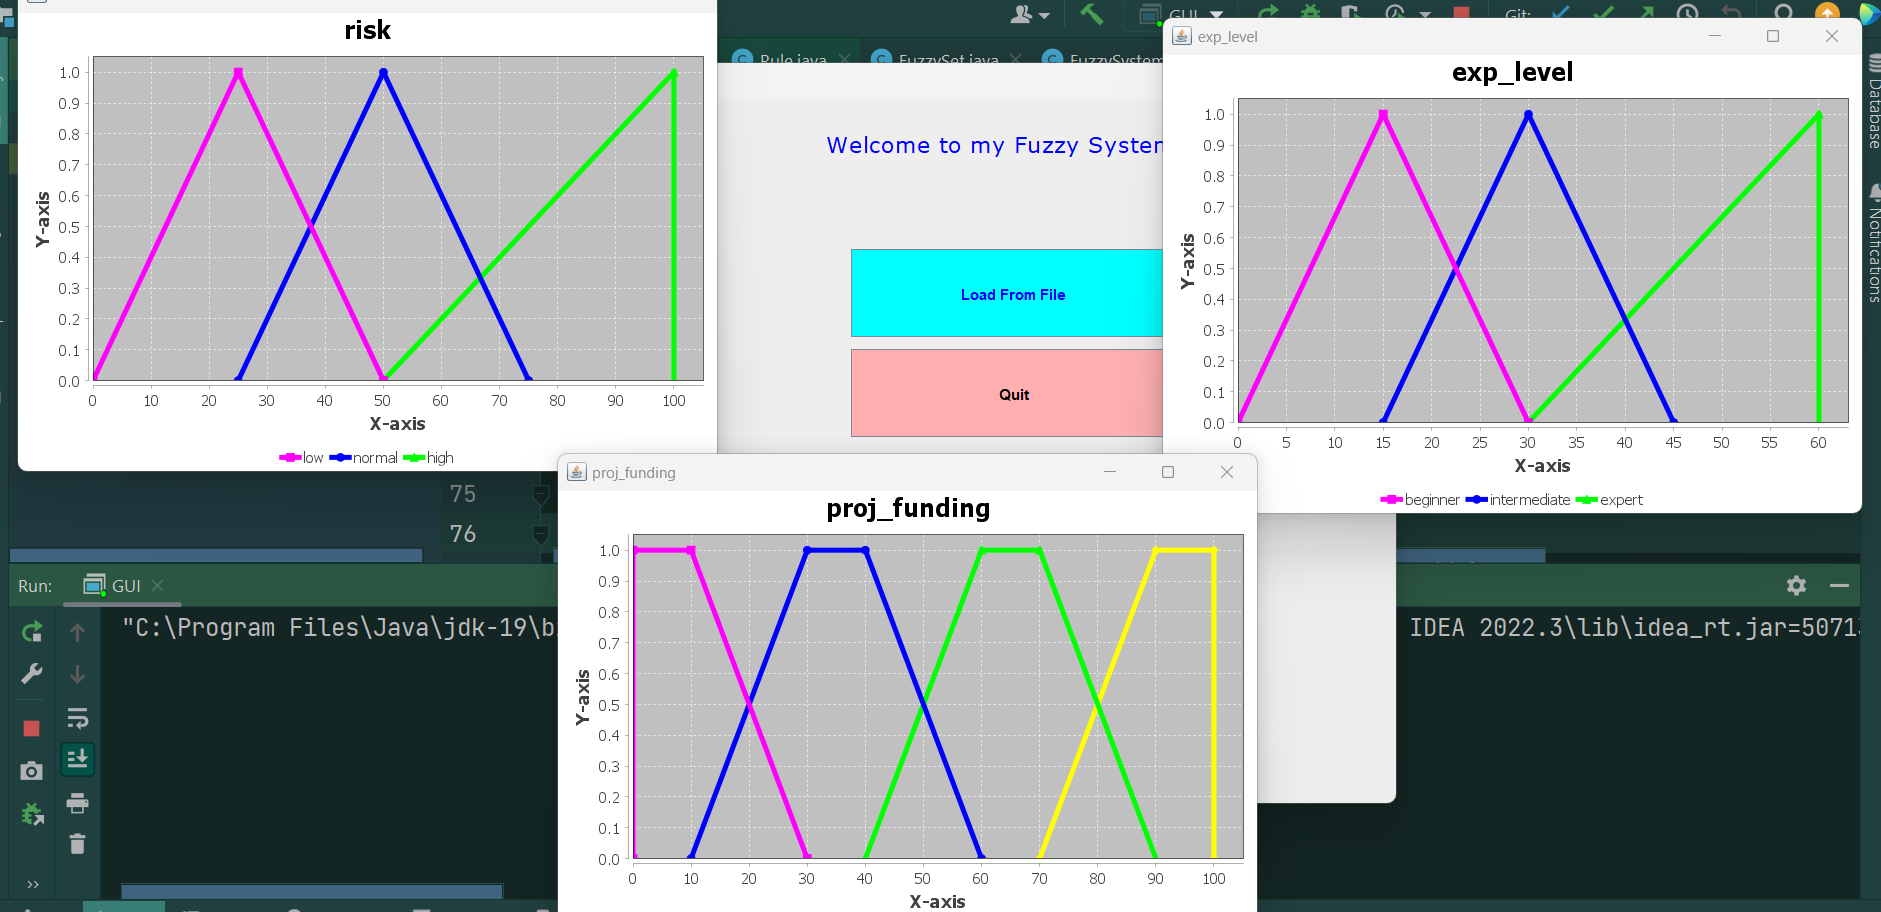 GUI
Git:
Rule.java
FuzzySet.java
FuzzySystem
risk
1.0
0.9
0.8
0.7
0.6
0.5
0.4
0.3
0.2
0.1
0.0
Y-axis
0 10 20 30 40 50 60 70 80 90 100
X-axis
low normal high
Welcome to my Fuzzy System
Load From File
Quit
exp_level
exp_level
1.0
0.9
0.8
0.7
0.6
0.5
0.4
0.3
0.2
0.1
0.0
Y-axis
0 5 10 15 20 25 30 35 40 45 50 55 60
X-axis
beginner intermediate expert
Database
Notifications
75
76
proj_funding
proj_funding
1.0
0.9
0.8
0.7
0.6
0.5
0.4
0.3
0.2
0.1
0.0
Y-axis
0 10 20 30 40 50 60 70 80 90 100
X-axis
Run: GUI
"C:\Program Files\Java\jdk-19\b
IDEA 2022.3\lib\idea_rt.jar=5071